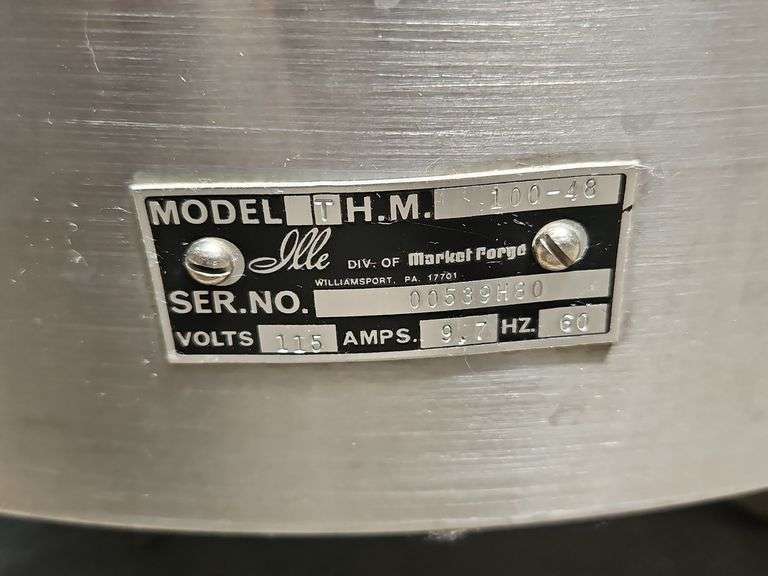 MODEL T H.M. 100-48
Ille DIV. OF Market Forge
WILLIAMSPORT, PA. 17701
SER.NO. 00539H80
VOLTS 115 AMPS. 9.7 HZ. 60